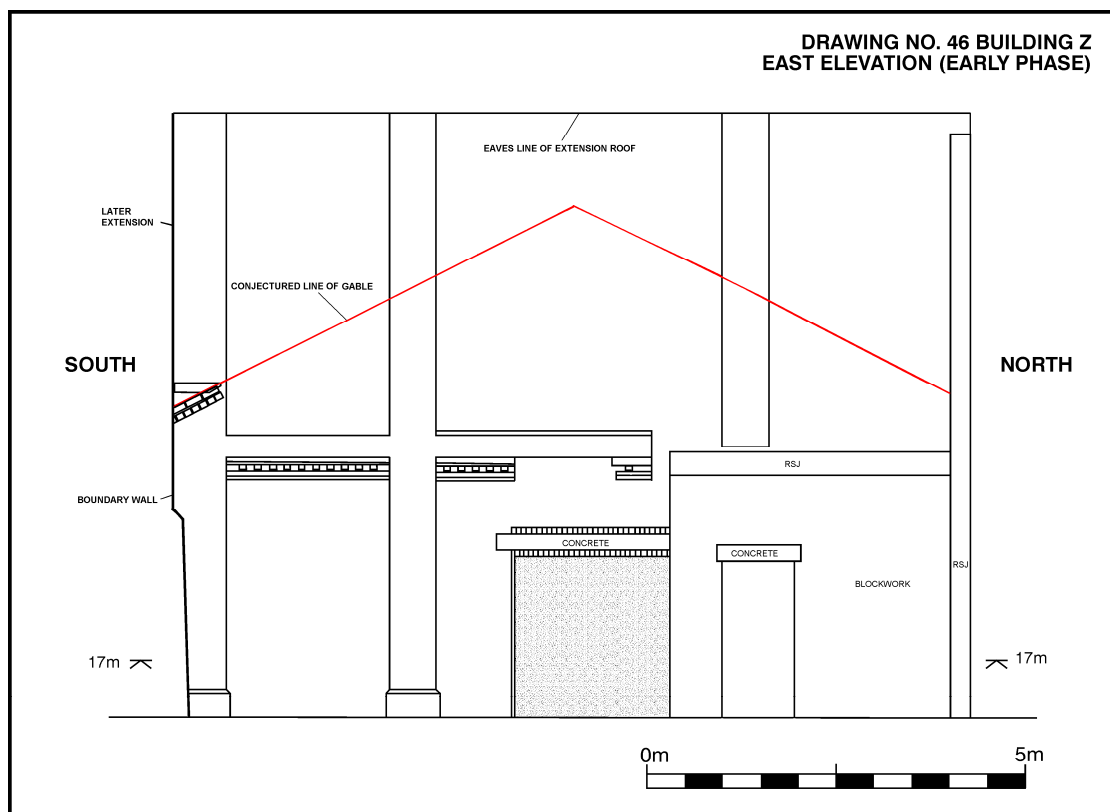 DRAWING NO. 46 BUILDING Z
EAST ELEVATION (EARLY PHASE)
EAVES LINE OF EXTENSION ROOF
LATER
EXTENSION
CONJECTURED LINE OF GABLE
SOUTH
NORTH
RSJ
BOUNDARY WALL
CONCRETE
CONCRETE
RSJ
BLOCKWORK
17m
17m
0m
5m